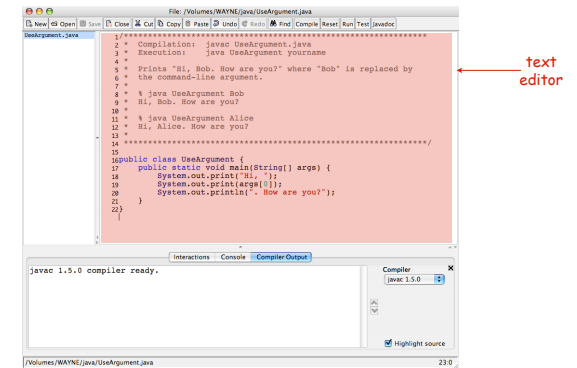 File: /Volumes/WAYNE/java/UseArgument.java
New Open Save Close Cut Copy Paste Undo Redo Find Compile Reset Run Test Javadoc
UseArgument.java
1/******************************************************************
2 *  Compilation:  javac UseArgument.java
3 *  Execution:    java UseArgument yourname
4 *
5 *  Prints "Hi, Bob. How are you?" where "Bob" is replaced by
6 *  the command-line argument.
7 *
8 *  % java UseArgument Bob
9 *  Hi, Bob. How are you?
10 *
11 *  % java UseArgument Alice
12 *  Hi, Alice. How are you?
13 *
14 ******************************************************************/
15
16public class UseArgument {
17    public static void main(String[] args) {
18        System.out.print("Hi, ");
19        System.out.print(args[0]);
20        System.out.println(". How are you?");
21    }
22}
text
editor
Interactions Console Compiler Output
javac 1.5.0 compiler ready.
Compiler
javac 1.5.0
Highlight source
/Volumes/WAYNE/java/UseArgument.java 23:0